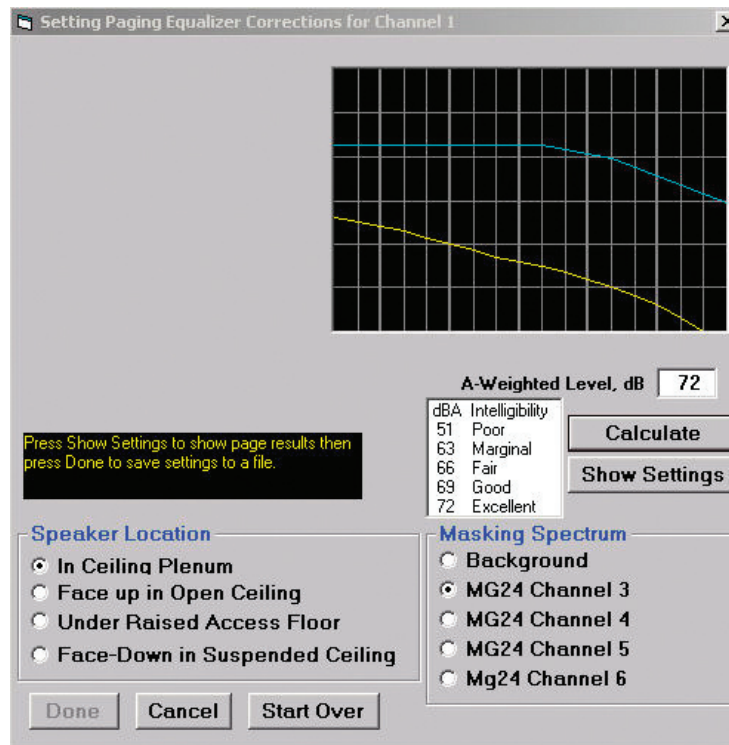 Setting Paging Equalizer Corrections for Channel 1
A-Weighted Level, dB 72
dBA Intelligibility
51 Poor
63 Marginal
66 Fair
69 Good
72 Excellent
Calculate
Show Settings
Press Show Settings to show page results then
press Done to save settings to a file.
Speaker Location
In Ceiling Plenum
Face up in Open Ceiling
Under Raised Access Floor
Face-Down in Suspended Ceiling
Masking Spectrum
Background
MG24 Channel 3
MG24 Channel 4
MG24 Channel 5
Mg24 Channel 6
Done
Cancel
Start Over